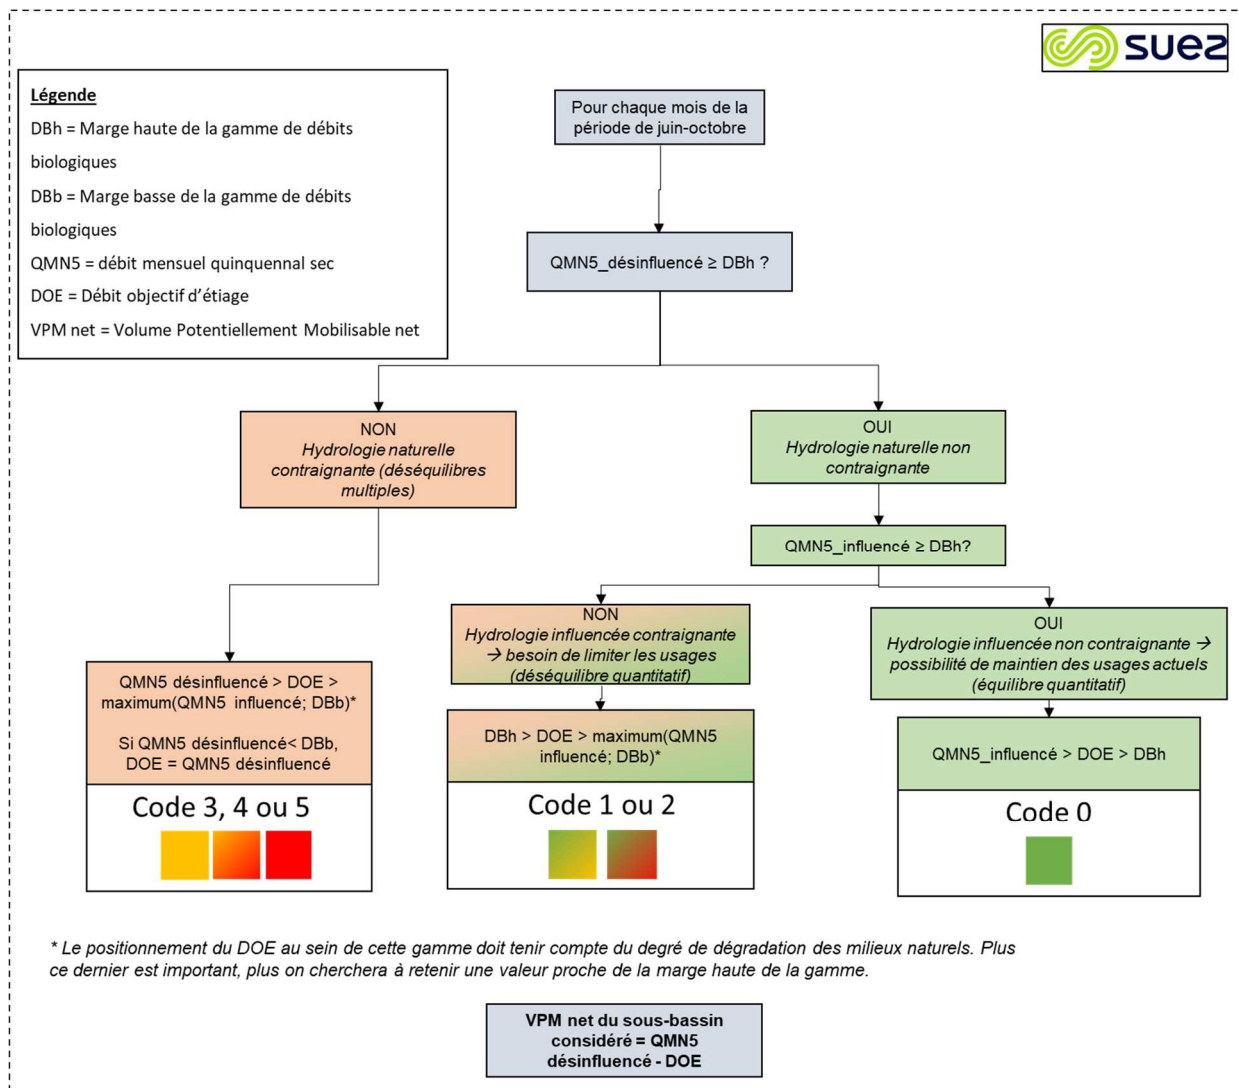 suez
Légende
DBh = Marge haute de la gamme de débits
biologiques
DBb = Marge basse de la gamme de débits
biologiques
QMN5 = débit mensuel quinquennal sec
DOE = Débit objectif d'étiage
VPM net = Volume Potentiellement Mobilisable net
Pour chaque mois de la
période de juin-octobre
QMN5_désinfluencé ≥ DBh ?
NON
Hydrologie naturelle
contraignante (déséquilibres
multiples)
OUI
Hydrologie naturelle non
contraignante
QMN5_influencé ≥ DBh?
NON
Hydrologie influencée contraignante
→ besoin de limiter les usages
(déséquilibre quantitatif)
OUI
Hydrologie influencée non contraignante →
possibilité de maintien des usages actuels
(équilibre quantitatif)
QMN5 désinfluencé > DOE >
maximum(QMN5 influencé; DBb)*
Si QMN5 désinfluencé< DBb,
DOE = QMN5 désinfluencé
Code 3, 4 ou 5
DBh > DOE > maximum(QMN5
influencé; DBb)*
Code 1 ou 2
QMN5_influencé > DOE > DBh
Code 0
* Le positionnement du DOE au sein de cette gamme doit tenir compte du degré de dégradation des milieux naturels. Plus
ce dernier est important, plus on cherchera à retenir une valeur proche de la marge haute de la gamme.
VPM net du sous-bassin
considéré = QMN5
désinfluencé - DOE